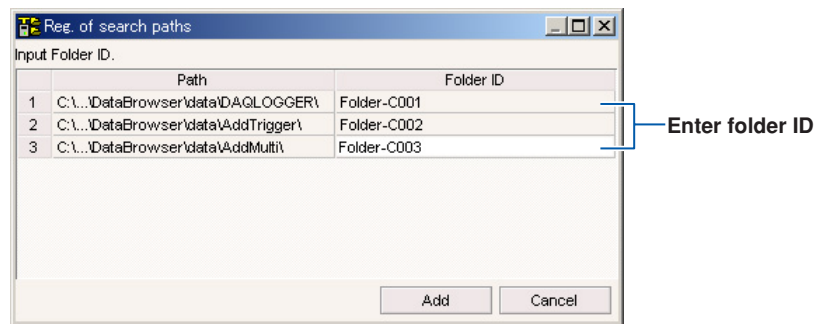 Reg. of search paths
Input Folder ID.
Path Folder ID
1 C:\...\DataBrowser\data\DAQLOGGER\ Folder-C001
2 C:\...\DataBrowser\data\AddTrigger\ Folder-C002
3 C:\...\DataBrowser\data\AddMulti\ Folder-C003
Enter folder ID
Add Cancel